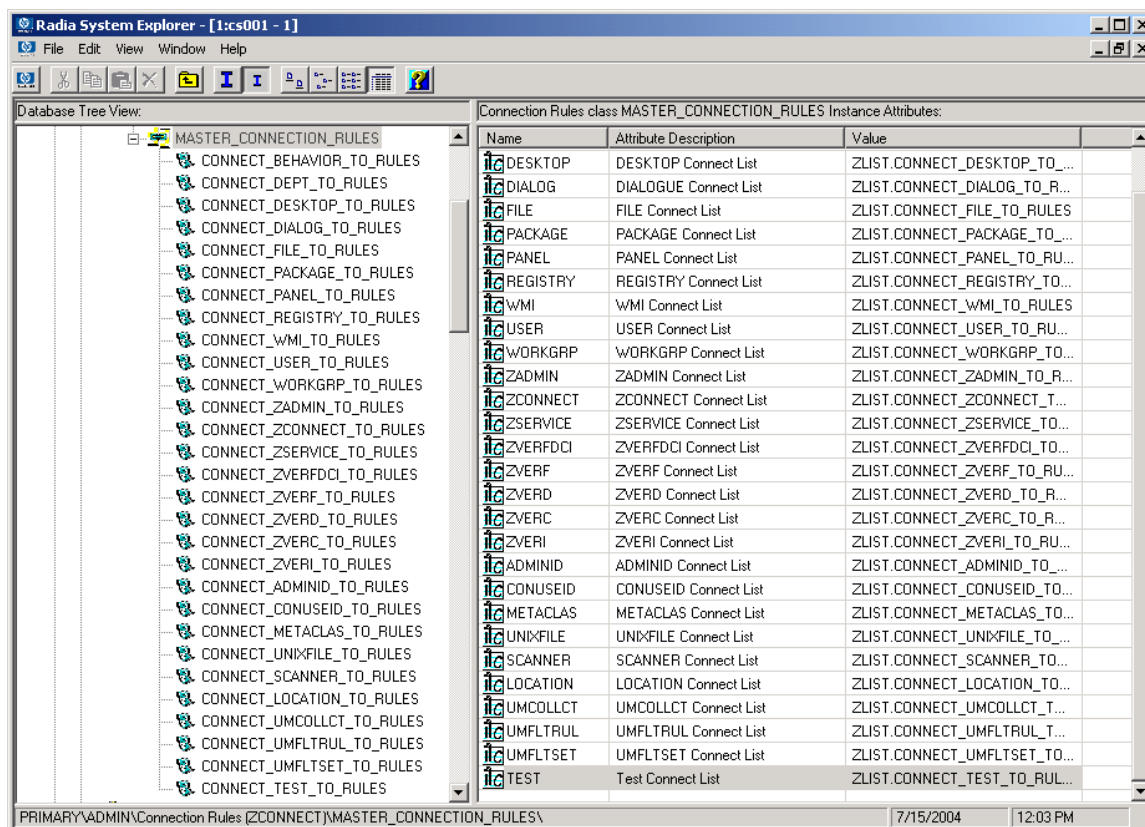 Radia System Explorer - [1:cs001 - 1]
File Edit View Window Help
Database Tree View:
Connection Rules class MASTER_CONNECTION_RULES Instance Attributes:
MASTER_CONNECTION_RULES
CONNECT_BEHAVIOR_TO_RULES
CONNECT_DEPT_TO_RULES
CONNECT_DESKTOP_TO_RULES
CONNECT_DIALOG_TO_RULES
CONNECT_FILE_TO_RULES
CONNECT_PACKAGE_TO_RULES
CONNECT_PANEL_TO_RULES
CONNECT_REGISTRY_TO_RULES
CONNECT_WMI_TO_RULES
CONNECT_USER_TO_RULES
CONNECT_WORKGRP_TO_RULES
CONNECT_ZADMIN_TO_RULES
CONNECT_ZCONNECT_TO_RULES
CONNECT_ZSERVICE_TO_RULES
CONNECT_ZVERFDCI_TO_RULES
CONNECT_ZVERF_TO_RULES
CONNECT_ZVERD_TO_RULES
CONNECT_ZVERC_TO_RULES
CONNECT_ZVERI_TO_RULES
CONNECT_ADMINID_TO_RULES
CONNECT_CONUSEID_TO_RULES
CONNECT_METACLAS_TO_RULES
CONNECT_UNIXFILE_TO_RULES
CONNECT_SCANNER_TO_RULES
CONNECT_LOCATION_TO_RULES
CONNECT_UMCOLLCT_TO_RULES
CONNECT_UMFLTRUL_TO_RULES
CONNECT_UMFLTSET_TO_RULES
CONNECT_TEST_TO_RULES
Name Attribute Description Value
DESKTOP DESKTOP Connect List ZLIST.CONNECT_DESKTOP_TO_...
DIALOG DIALOGUE Connect List ZLIST.CONNECT_DIALOG_TO_R...
FILE FILE Connect List ZLIST.CONNECT_FILE_TO_RULES
PACKAGE PACKAGE Connect List ZLIST.CONNECT_PACKAGE_TO_...
PANEL PANEL Connect List ZLIST.CONNECT_PANEL_TO_RU...
REGISTRY REGISTRY Connect List ZLIST.CONNECT_REGISTRY_TO...
WMI WMI Connect List ZLIST.CONNECT_WMI_TO_RULES
USER USER Connect List ZLIST.CONNECT_USER_TO_RU...
WORKGRP WORKGRP Connect List ZLIST.CONNECT_WORKGRP_TO...
ZADMIN ZADMIN Connect List ZLIST.CONNECT_ZADMIN_TO_R...
ZCONNECT ZCONNECT Connect List ZLIST.CONNECT_ZCONNECT_T...
ZSERVICE ZSERVICE Connect List ZLIST.CONNECT_ZSERVICE_TO...
ZVERFDCI ZVERFDCI Connect List ZLIST.CONNECT_ZVERFDCI_TO...
ZVERF ZVERF Connect List ZLIST.CONNECT_ZVERF_TO_RU...
ZVERD ZVERD Connect List ZLIST.CONNECT_ZVERD_TO_R...
ZVERC ZVERC Connect List ZLIST.CONNECT_ZVERC_TO_R...
ZVERI ZVERI Connect List ZLIST.CONNECT_ZVERI_TO_RU...
ADMINID ADMINID Connect List ZLIST.CONNECT_ADMINID_TO_...
CONUSEID CONUSEID Connect List ZLIST.CONNECT_CONUSEID_TO...
METACLAS METACLAS Connect List ZLIST.CONNECT_METACLAS_TO...
UNIXFILE UNIXFILE Connect List ZLIST.CONNECT_UNIXFILE_TO_...
SCANNER SCANNER Connect List ZLIST.CONNECT_SCANNER_TO...
LOCATION LOCATION Connect List ZLIST.CONNECT_LOCATION_TO...
UMCOLLCT UMCOLLCT Connect List ZLIST.CONNECT_UMCOLLCT_T...
UMFLTRUL UMFLTRUL Connect List ZLIST.CONNECT_UMFLTRUL_T...
UMFLTSET UMFLTSET Connect List ZLIST.CONNECT_UMFLTSET_TO...
TEST Test Connect List ZLIST.CONNECT_TEST_TO_RUL...
PRIMARY\ADMIN\Connection Rules (ZCONNECT)\MASTER_CONNECTION_RULES\ 7/15/2004 12:03 PM